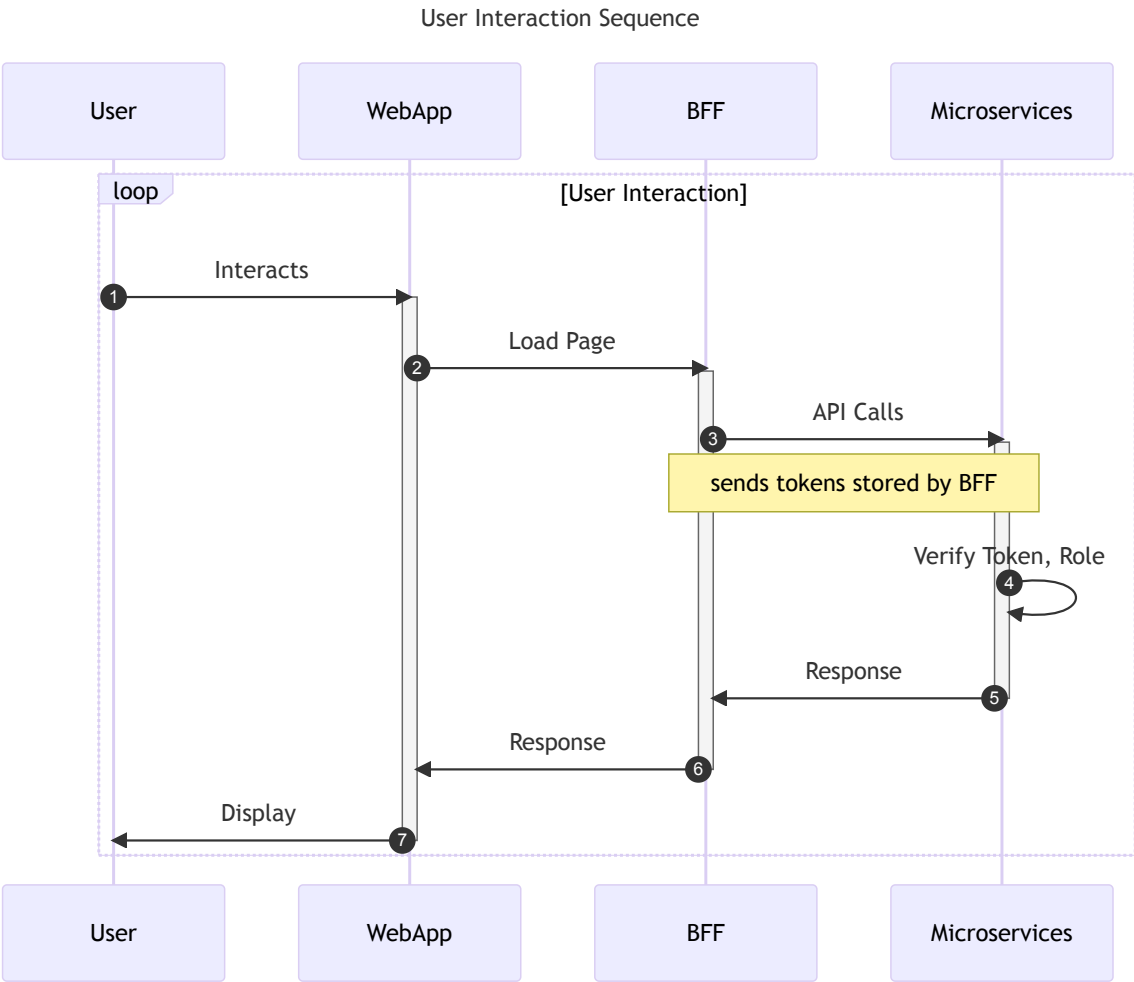 User Interaction Sequence
User
WebApp
BFF
Microservices
loop
[User Interaction]
Interacts
1
Load Page
2
API Calls
3
sends tokens stored by BFF
Verify Token, Role
4
Response
5
Response
6
Display
7
User
WebApp
BFF
Microservices